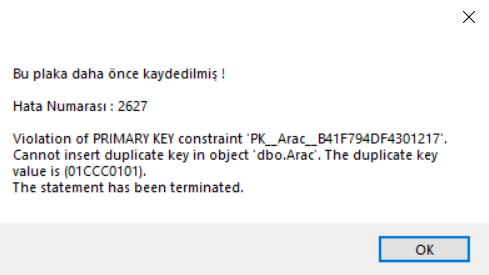 Bu plaka daha önce kaydedilmiş !
Hata Numarası : 2627
Violation of PRIMARY KEY constraint 'PK__Arac__B41F794DF4301217'.
Cannot insert duplicate key in object 'dbo.Arac'. The duplicate key
value is (01CCC0101).
The statement has been terminated.
OK